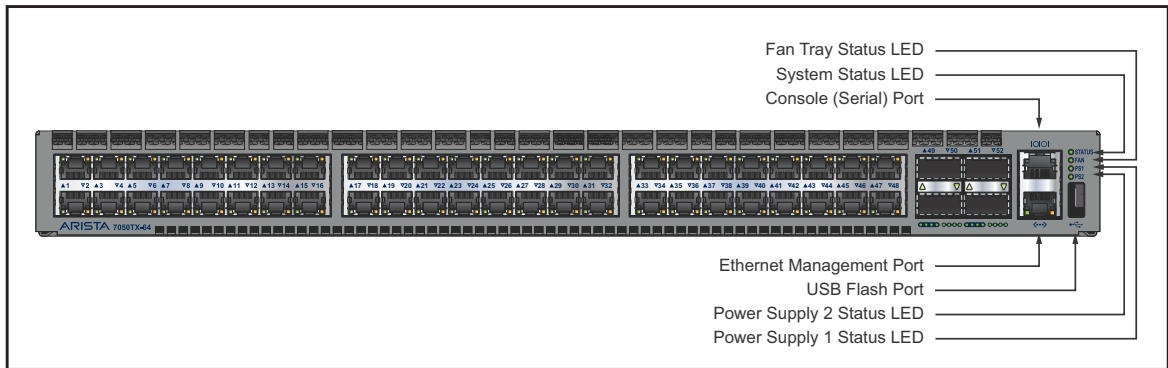 Fan Tray Status LED
System Status LED
Console (Serial) Port
▲49 ▼50 ▲51 ▼52
IOIOI
STATUS
FAN
PS1
PS2
▲1 ▼2 ▲3 ▼4 ▲5 ▼6 ▲7 ▼8 ▲9 ▼10 ▲11 ▼12 ▲13 ▼14 ▲15 ▼16 ▲17 ▼18 ▲19 ▼20 ▲21 ▼22 ▲23 ▼24 ▲25 ▼26 ▲27 ▼28 ▲29 ▼30 ▲31 ▼32 ▲33 ▼34 ▲35 ▼36 ▲37 ▼38 ▲39 ▼40 ▲41 ▼42 ▲43 ▼44 ▲45 ▼46 ▲47 ▼48
ARISTA 7050TX-64
Ethernet Management Port
USB Flash Port
Power Supply 2 Status LED
Power Supply 1 Status LED